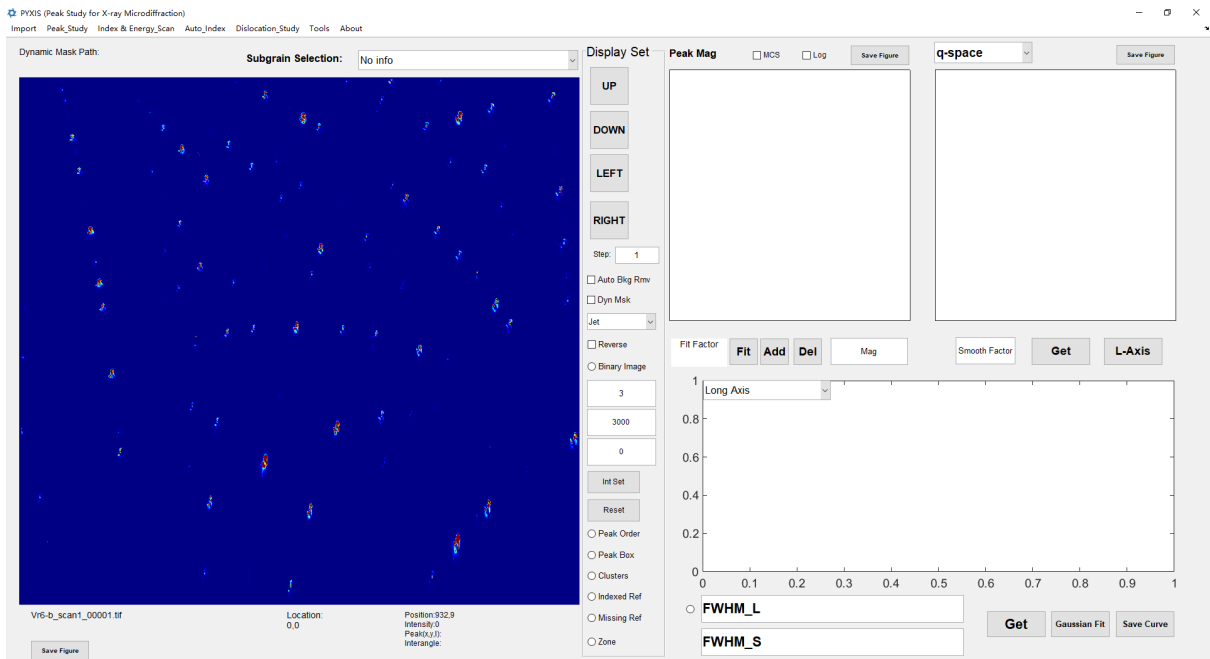 PYXIS (Peak Study for X-ray Microdiffraction)
Import Peak_Study Index & Energy_Scan Auto_Index Dislocation_Study Tools About
Dynamic Mask Path:
Subgrain Selection: No info
Display Set
UP
DOWN
LEFT
RIGHT
Step: 1
Auto Bkg Rmv
Dyn Msk
Jet
Reverse
Binary Image
3
3000
0
Int Set
Reset
Peak Order
Peak Box
Clusters
Indexed Ref
Missing Ref
Zone
Peak Mag MCS Log Save Figure
q-space Save Figure
Fit Factor Fit Add Del Mag
Smooth Factor Get L-Axis
Long Axis
1
0.8
0.6
0.4
0.2
0
0 0.1 0.2 0.3 0.4 0.5 0.6 0.7 0.8 0.9 1
FWHM_L
FWHM_S
Get Gaussian Fit Save Curve
Vr6-b_scan1_00001.tif
Location:
0,0
Position:932,9
Intensity:0
Peak(x,y,I):
Interangle:
Save Figure